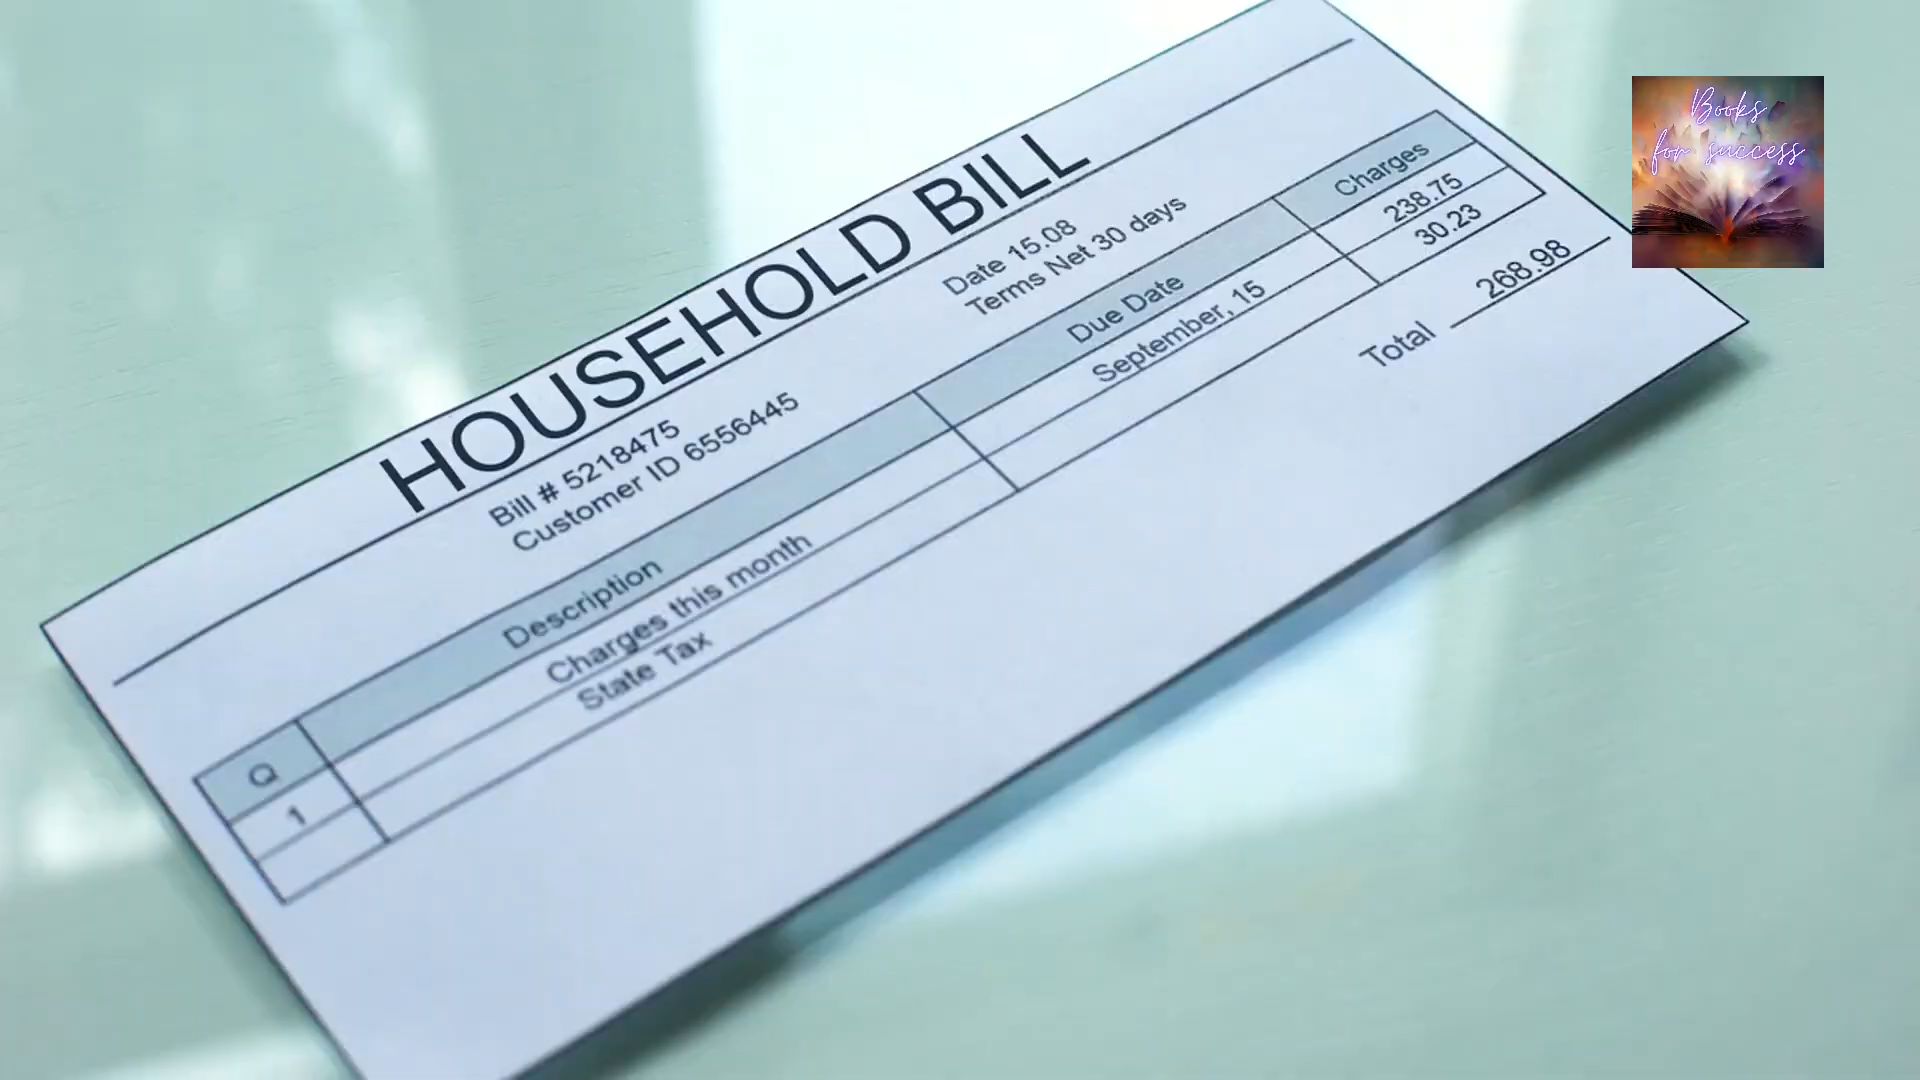 HOUSEHOLD BILL
Bill # 5218475
Customer ID 6556445
Date 15.08
Terms Net 30 days
Q Description Due Date Charges
1 Charges this month September, 15 238.75
State Tax 30.23
Total 268.98
Books
for success